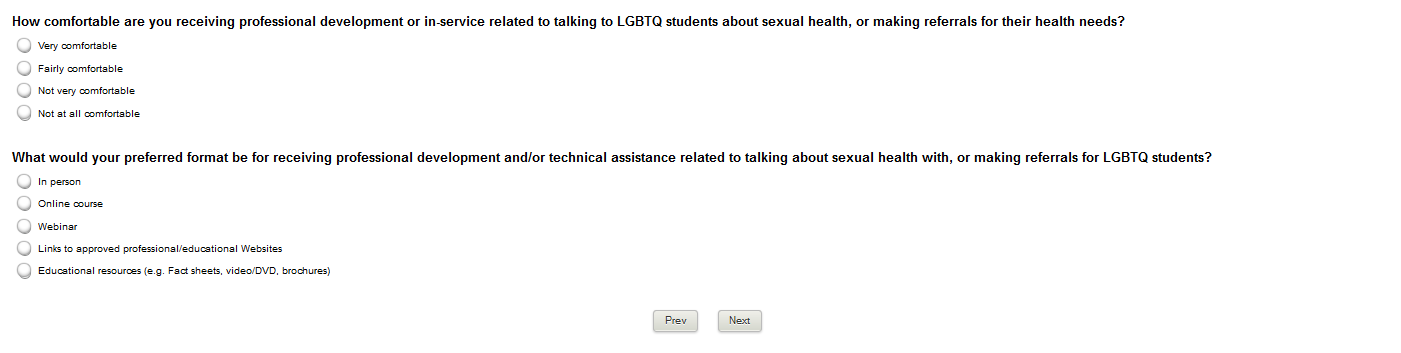 How comfortable are you receiving professional development or in-service related to talking to LGBTQ students about sexual health, or making referrals for their health needs?
Very comfortable
Fairly comfortable
Not very comfortable
Not at all comfortable
What would your preferred format be for receiving professional development and/or technical assistance related to talking about sexual health with, or making referrals for LGBTQ students?
In person
Online course
Webinar
Links to approved professional/educational Websites
Educational resources (e.g. Fact sheets, video/DVD, brochures)
Prev Next